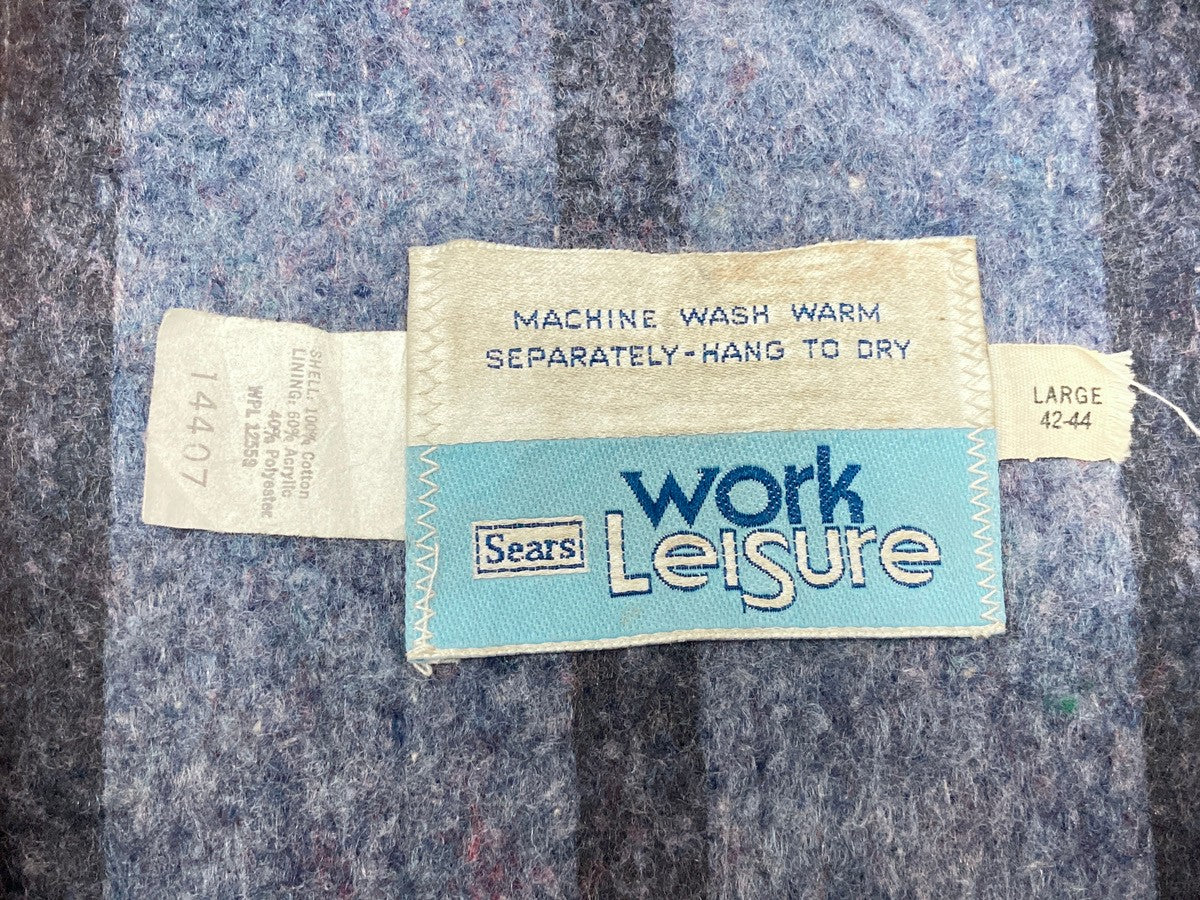 MACHINE WASH WARM
SEPARATELY-HANG TO DRY
Sears
work
Leisure
LARGE
42-44
SHELL: 100% Cotton
LINING: 60% Acrylic
40% Polyester
WPL 1253
14407